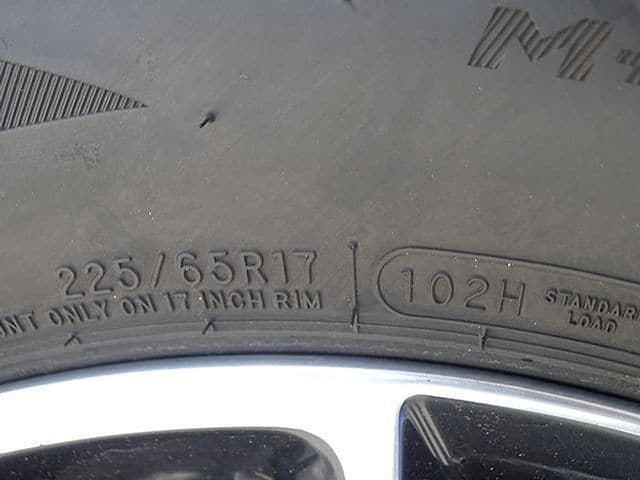 M+
225/65R17
ONLY ON 17 INCH RIM
102H
STANDARD
LOAD